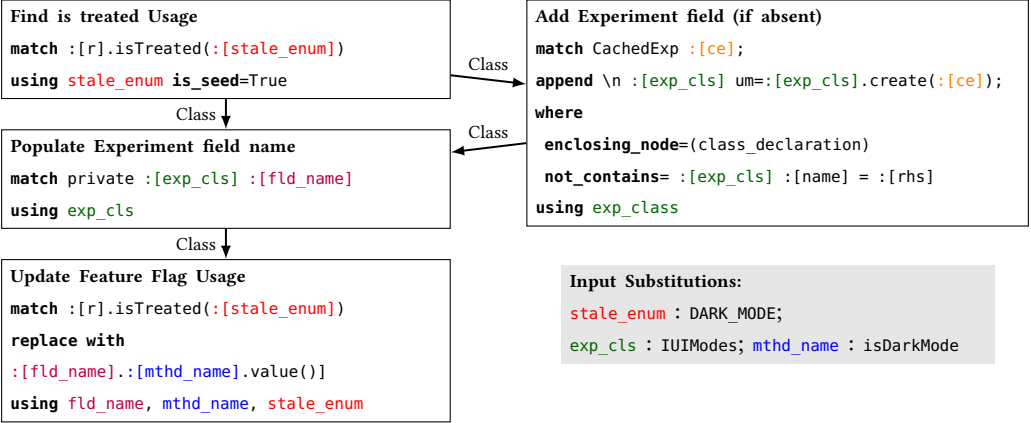 Find is treated Usage
match :[r].isTreated(:[stale_enum])
using stale_enum is_seed=True
Class
Class
Populate Experiment field name
match private :[exp_cls] :[fld_name]
using exp_cls
Class
Update Feature Flag Usage
match :[r].isTreated(:[stale_enum])
replace with
:[fld_name].:[mthd_name].value()]
using fld_name, mthd_name, stale_enum
Add Experiment field (if absent)
match CachedExp :[ce];
append \n :[exp_cls] um=:[exp_cls].create(:[ce]);
where
enclosing_node=(class_declaration)
not_contains= :[exp_cls] :[name] = :[rhs]
using exp_class
Class
Input Substitutions:
stale_enum : DARK_MODE;
exp_cls : IUIModes; mthd_name : isDarkMode